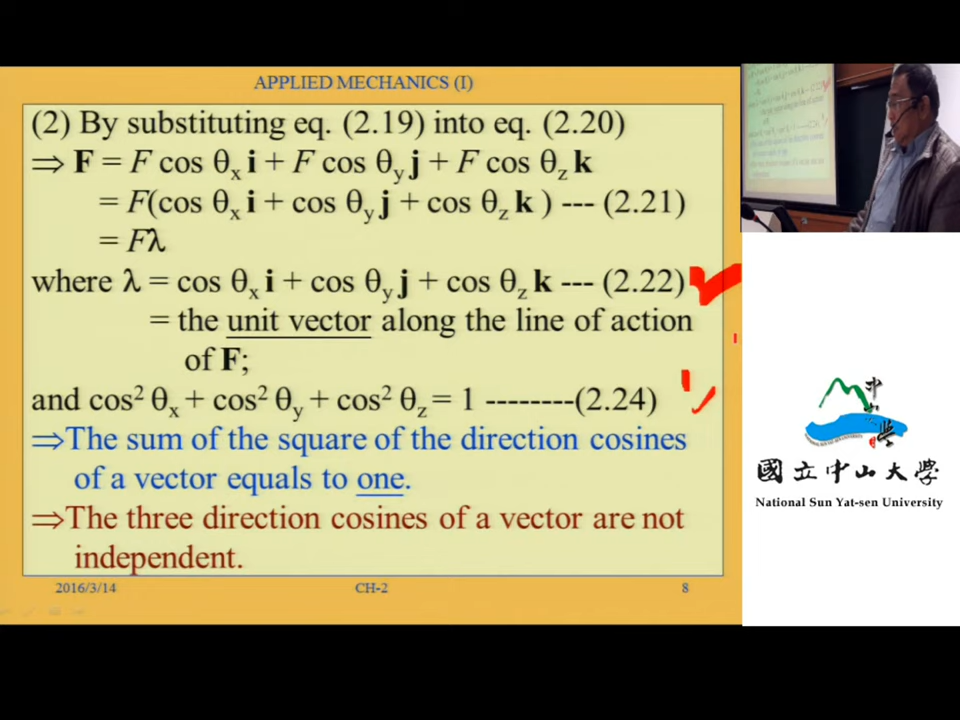 APPLIED MECHANICS (I)
(2) By substituting eq. (2.19) into eq. (2.20)
⇒ F = F cos θx i + F cos θy j + F cos θz k
= F(cos θx i + cos θy j + cos θz k ) --- (2.21)
= Fλ
where λ = cos θx i + cos θy j + cos θz k --- (2.22)
= the unit vector along the line of action
of F;
and cos² θx + cos² θy + cos² θz = 1 --------(2.24)
⇒The sum of the square of the direction cosines
of a vector equals to one.
⇒The three direction cosines of a vector are not
independent.
2016/3/14 CH-2 8
國立中山大學
National Sun Yat-sen University